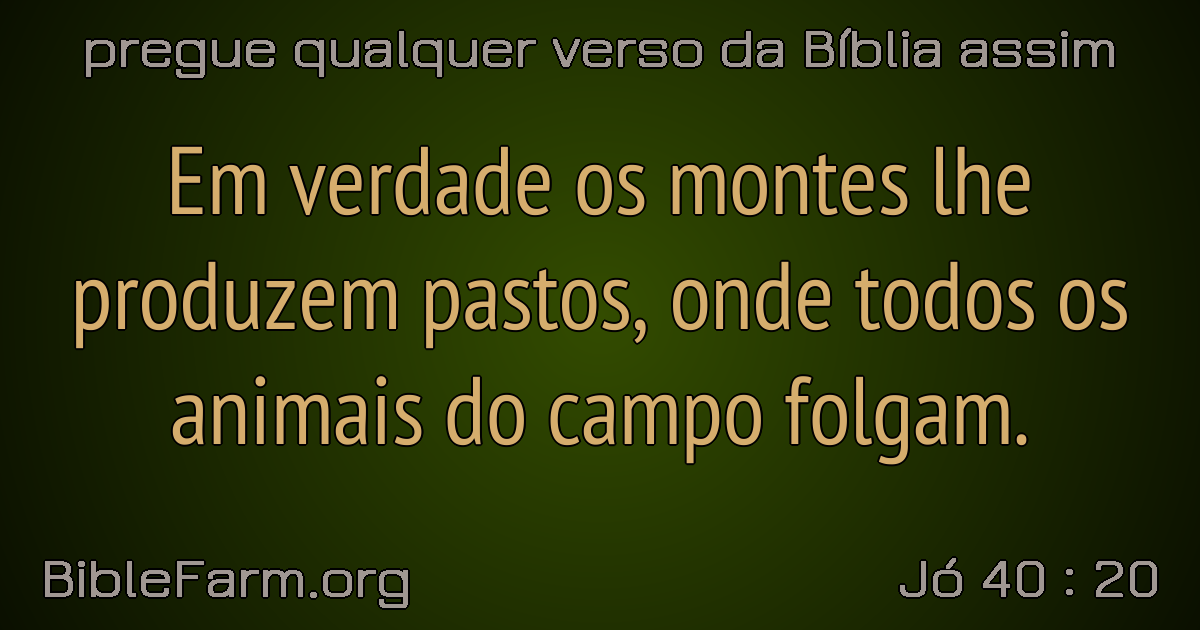 pregue qualquer verso da Bíblia assim
Em verdade os montes lhe
produzem pastos, onde todos os
animais do campo folgam.
BibleFarm.org
Jó 40 : 20